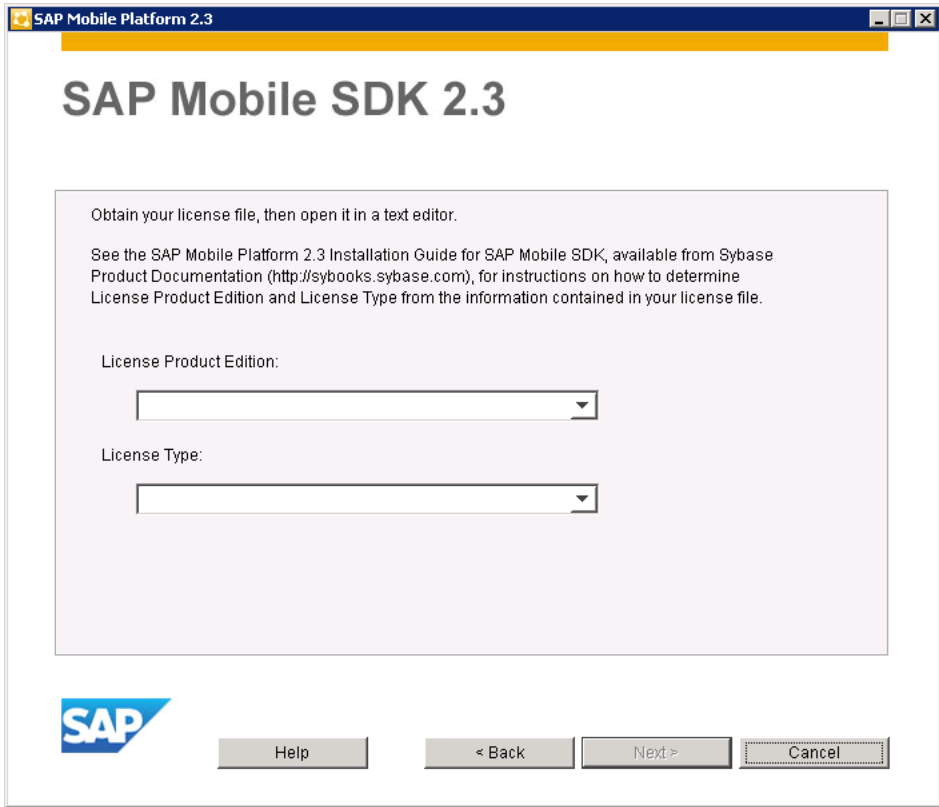 SAP Mobile Platform 2.3
SAP Mobile SDK 2.3
Obtain your license file, then open it in a text editor.
See the SAP Mobile Platform 2.3 Installation Guide for SAP Mobile SDK, available from Sybase
Product Documentation (http://sybooks.sybase.com), for instructions on how to determine
License Product Edition and License Type from the information contained in your license file.
License Product Edition:
License Type:
SAP
Help
< Back
Next >
Cancel